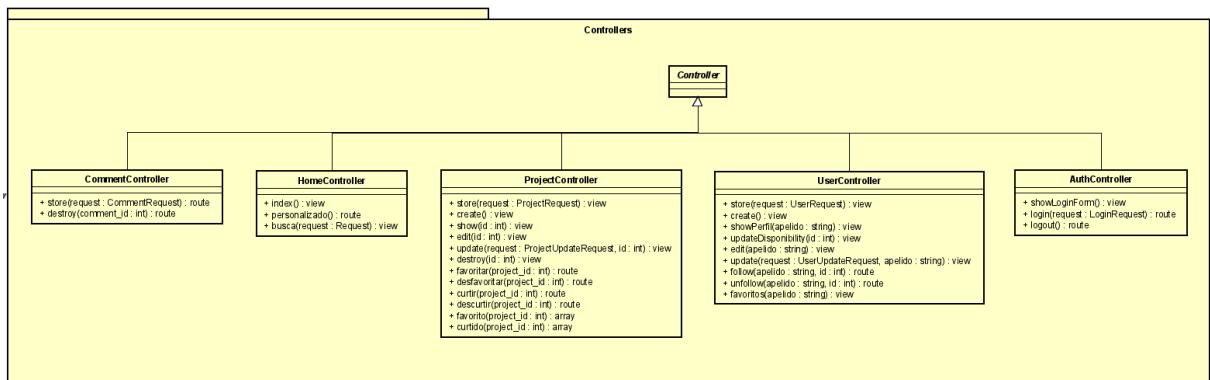 Controllers
Controller
CommentController
+ store(request : CommentRequest) : route
+ destroy(comment_id : int) : route
HomeController
+ index() : view
+ personalizado() : route
+ busca(request : Request) : view
ProjectController
+ store(request : ProjectRequest) : view
+ create() : view
+ show(id : int) : view
+ edit(id : int) : view
+ update(request : ProjectUpdateRequest, id : int) : view
+ destroy(id : int) : view
+ favoritar(project_id : int) : route
+ desfavoritar(project_id : int) : route
+ curtir(project_id : int) : route
+ descurtir(project_id : int) : route
+ favorito(project_id : int) : array
+ curtido(project_id : int) : array
UserController
+ store(request : UserRequest) : view
+ create() : view
+ showPerfil(apelido : string) : view
+ updateDisponibility(id : int) : view
+ edit(apelido : string) : view
+ update(request : UserUpdateRequest, apelido : string) : view
+ follow(apelido : string, id : int) : route
+ unfollow(apelido : string, id : int) : route
+ favoritos(apelido : string) : view
AuthController
+ showLoginForm() : view
+ login(request : LoginRequest) : route
+ logout() : route